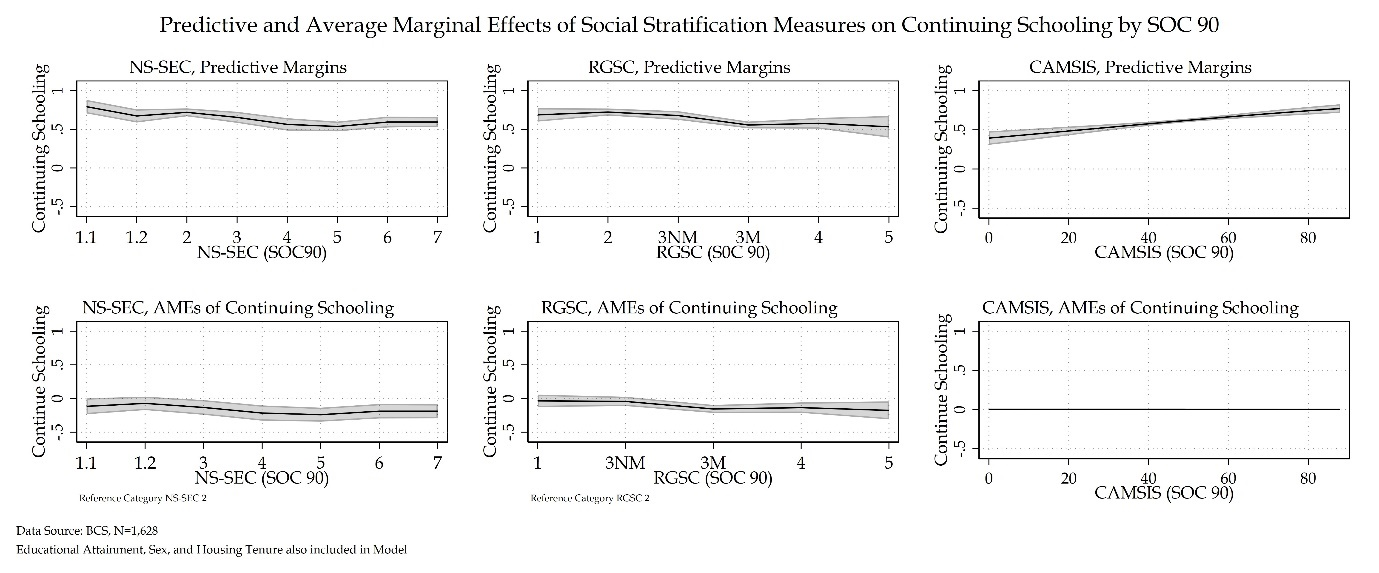 Predictive and Average Marginal Effects of Social Stratification Measures on Continuing Schooling by SOC 90
NS-SEC, Predictive Margins
Continuing Schooling
1
.5
0
-.5
1.1 1.2 2 3 4 5 6 7
NS-SEC (SOC90)
RGSC, Predictive Margins
Continuing Schooling
1
.5
0
-.5
1 2 3NM 3M 4 5
RGSC (S0C 90)
CAMSIS, Predictive Margins
Continuing Schooling
1
.5
0
-.5
0 20 40 60 80
CAMSIS (SOC 90)
NS-SEC, AMEs of Continuing Schooling
Continue Schooling
1
.5
0
-.5
1.1 1.2 3 4 5 6 7
NS-SEC (SOC 90)
Reference Category NS-SEC 2
RGSC, AMEs of Continuing Schooling
Continue Schooling
1
.5
0
-.5
1 3NM 3M 4 5
RGSC (SOC 90)
Reference Category RGSC 2
CAMSIS, AMEs of Continuing Schooling
Continue Schooling
1
.5
0
-.5
0 20 40 60 80
CAMSIS (SOC 90)
Data Source: BCS, N=1,628
Educational Attainment, Sex, and Housing Tenure also included in Model